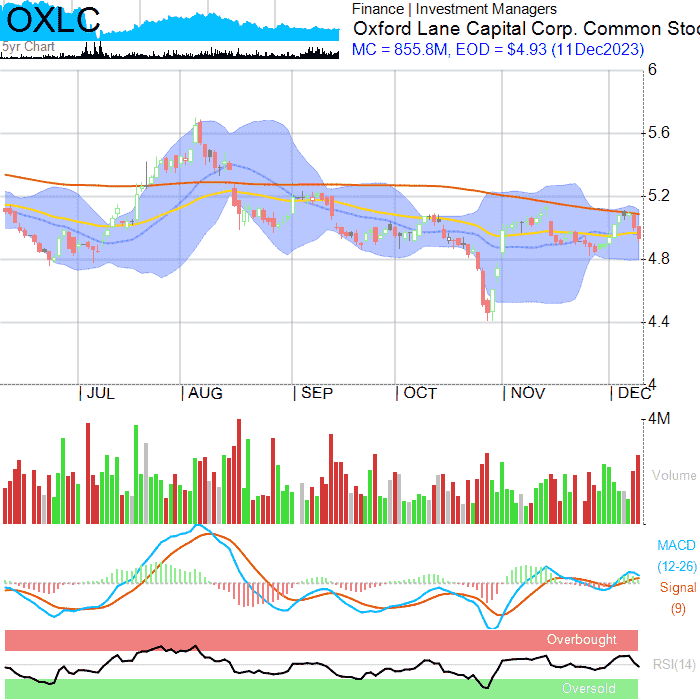 OXLC
5yr Chart
Finance | Investment Managers
Oxford Lane Capital Corp. Common Stoc
MC = 855.8M, EOD = $4.93 (11Dec2023)
6
5.6
5.2
4.8
4.4
4
| JUL | AUG | SEP | OCT | NOV | DEC
4M
Volume
MACD
(12-26)
Signal
(9)
Overbought
RSI(14)
Oversold